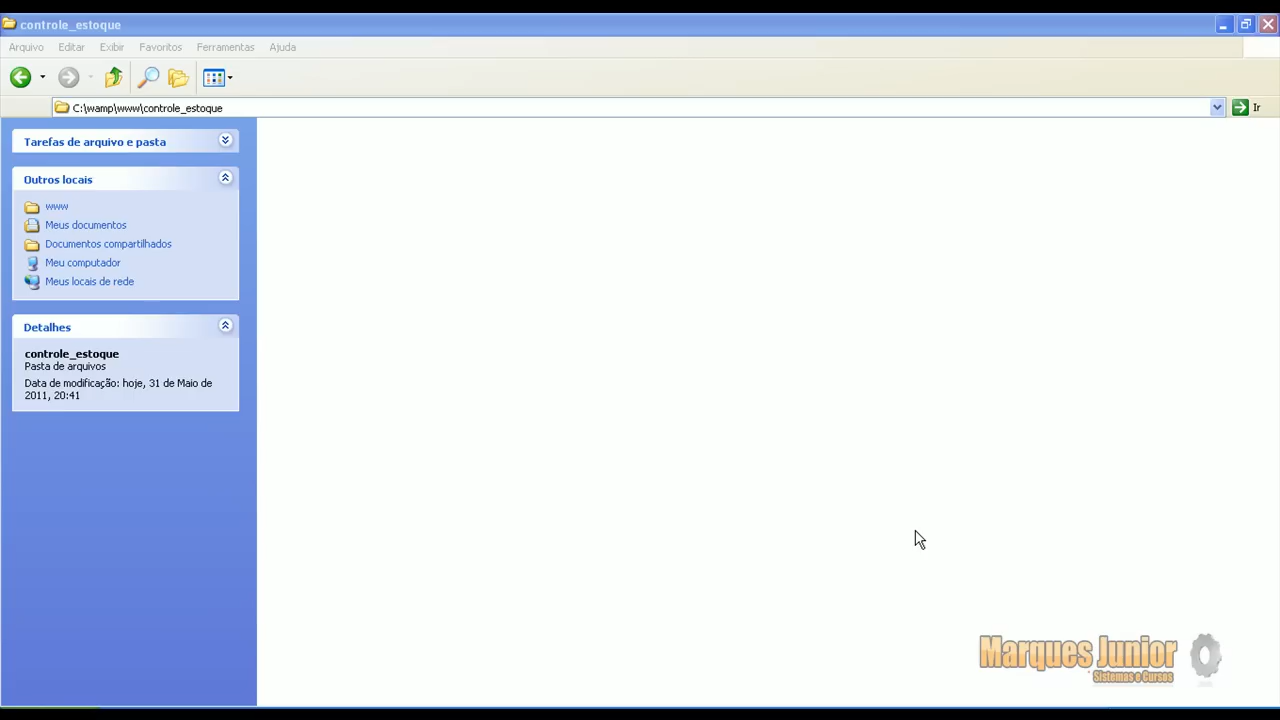 controle_estoque
Arquivo Editar Exibir Favoritos Ferramentas Ajuda
C:\wamp\www\controle_estoque Ir
Tarefas de arquivo e pasta
Outros locais
www
Meus documentos
Documentos compartilhados
Meu computador
Meus locais de rede
Detalhes
controle_estoque
Pasta de arquivos
Data de modificação: hoje, 31 de Maio de
2011, 20:41
Marques Junior
Sistemas e Cursos